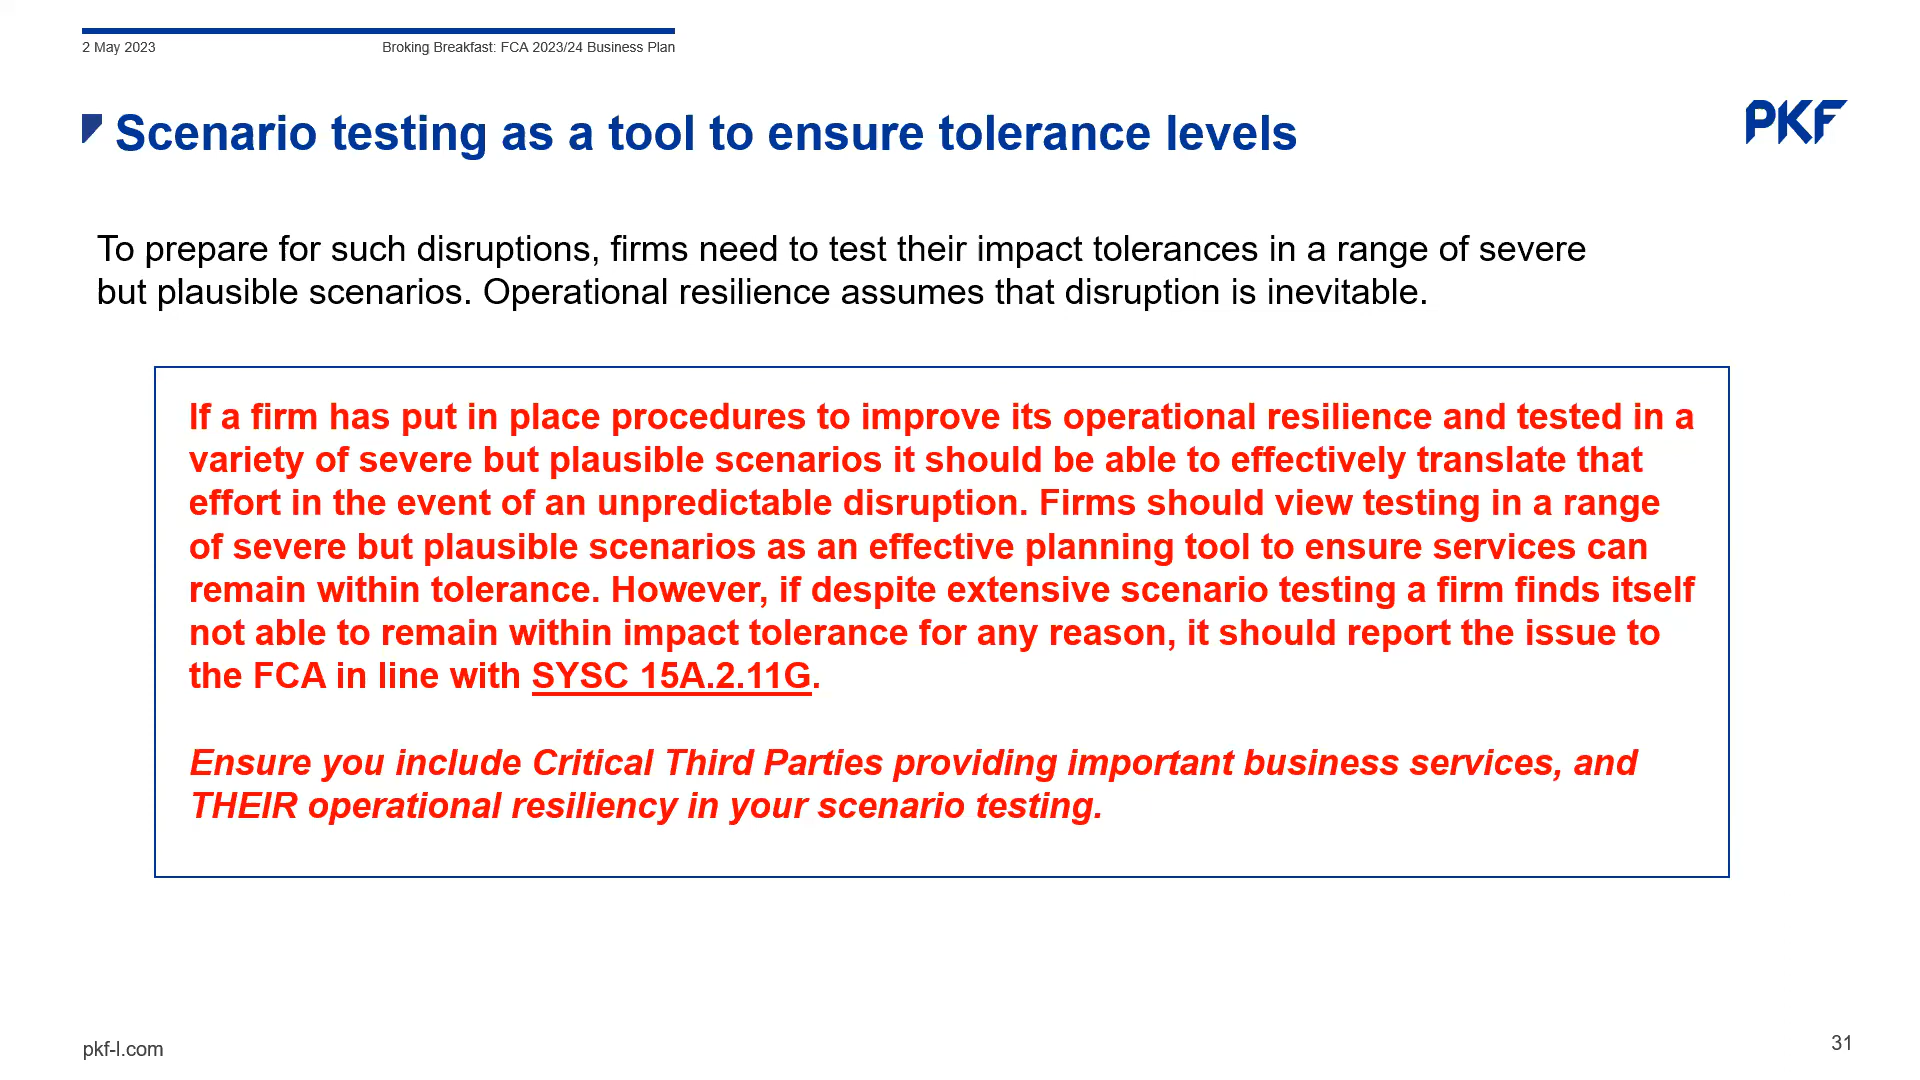 2 May 2023
Broking Breakfast: FCA 2023/24 Business Plan
Scenario testing as a tool to ensure tolerance levels
PKF
To prepare for such disruptions, firms need to test their impact tolerances in a range of severe
but plausible scenarios. Operational resilience assumes that disruption is inevitable.
If a firm has put in place procedures to improve its operational resilience and tested in a
variety of severe but plausible scenarios it should be able to effectively translate that
effort in the event of an unpredictable disruption. Firms should view testing in a range
of severe but plausible scenarios as an effective planning tool to ensure services can
remain within tolerance. However, if despite extensive scenario testing a firm finds itself
not able to remain within impact tolerance for any reason, it should report the issue to
the FCA in line with SYSC 15A.2.11G.
Ensure you include Critical Third Parties providing important business services, and
THEIR operational resiliency in your scenario testing.
pkf-l.com
31